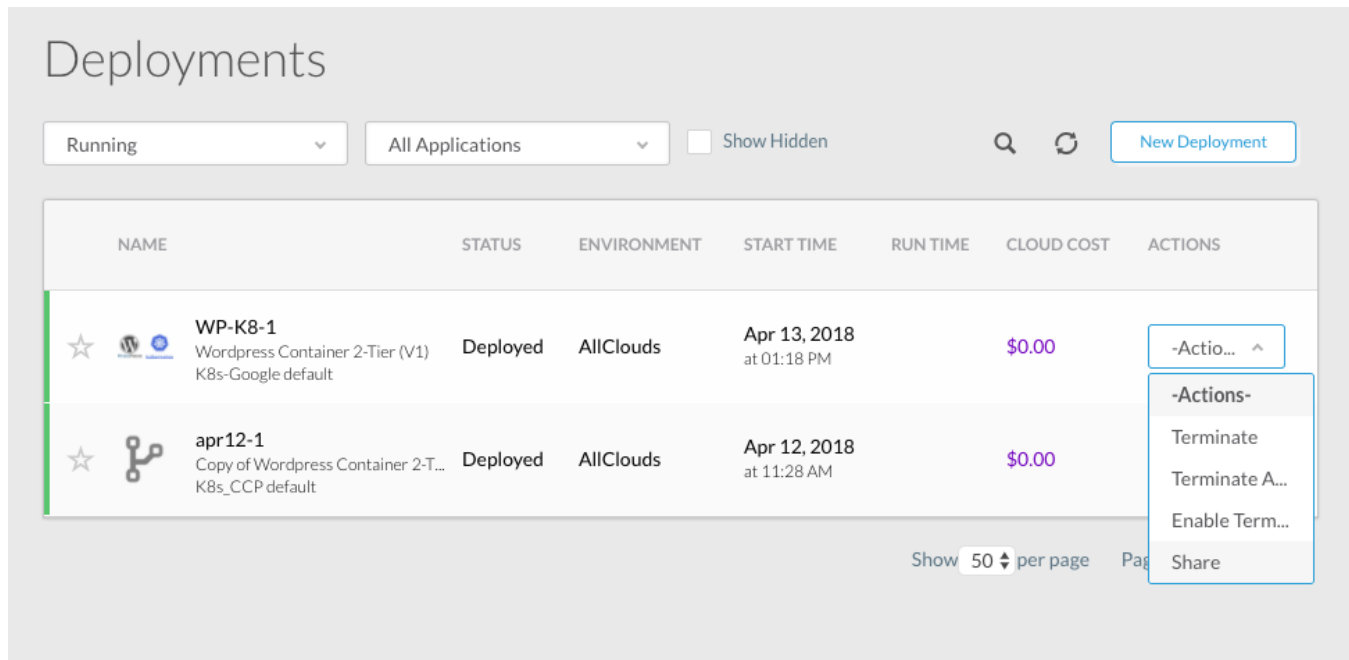 Deployments
Running
All Applications
Show Hidden
New Deployment
NAME STATUS ENVIRONMENT START TIME RUN TIME CLOUD COST ACTIONS
WP-K8-1
Wordpress Container 2-Tier (V1)
K8s-Google default
Deployed
AllClouds
Apr 13, 2018
at 01:18 PM
$0.00
-Actio...
-Actions-
Terminate
Terminate A...
Enable Term...
Share
apr12-1
Copy of Wordpress Container 2-T...
K8s_CCP default
Deployed
AllClouds
Apr 12, 2018
at 11:28 AM
$0.00
Show 50 per page